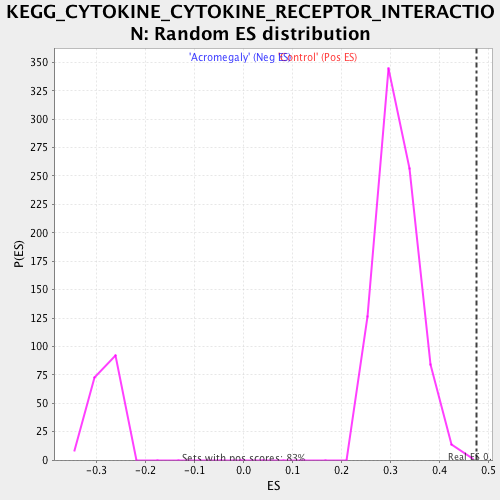 KEGG_CYTOKINE_CYTOKINE_RECEPTOR_INTERACTIO
N: Random ES distribution
'Acromegaly' (Neg ES)
'Control' (Pos ES)
350
325
300
275
250
225
200
175
150
125
100
75
50
25
0
P(ES)
Sets with pos scores: 83%
Real ES 0.
-0.3 -0.2 -0.1 0.0 0.1 0.2 0.3 0.4 0.5
ES